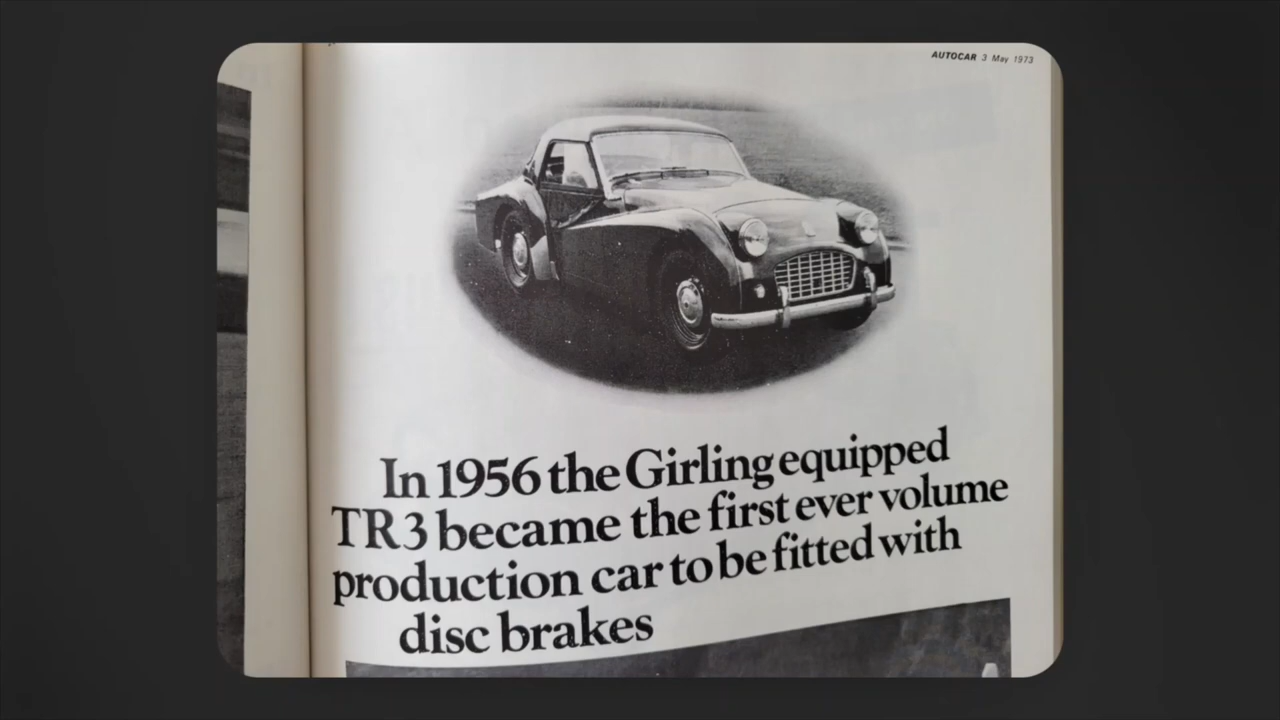 AUTOCAR 3 May 1973
In 1956 the Girling equipped
TR3 became the first ever volume
production car to be fitted with
disc brakes